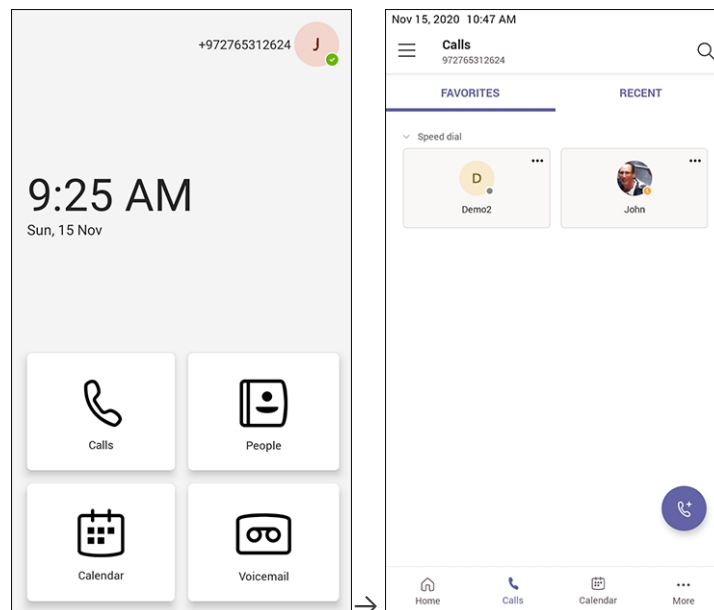 +972765312624
J
9:25 AM
Sun, 15 Nov
Calls
People
Calendar
Voicemail
Nov 15, 2020 10:47 AM
Calls
972765312624
FAVORITES RECENT
Speed dial
D
Demo2
John
Home Calls Calendar More